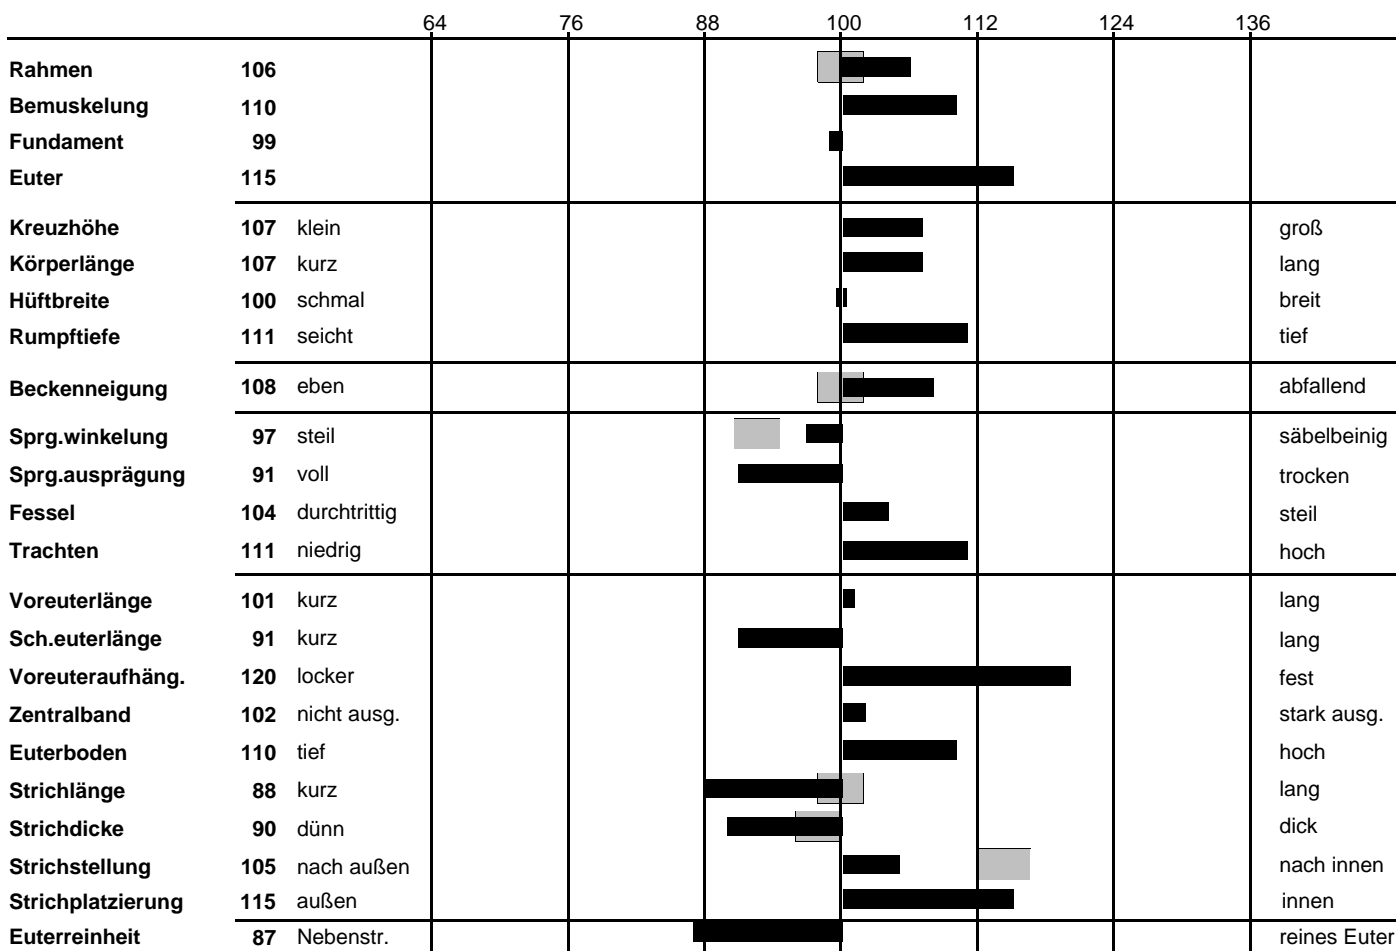 64 76 88 100 112 124 136
Rahmen 106
Bemuskelung 110
Fundament 99
Euter 115
Kreuzhöhe 107 klein groß
Körperlänge 107 kurz lang
Hüftbreite 100 schmal breit
Rumpftiefe 111 seicht tief
Beckenneigung 108 eben abfallend
Sprg.winkelung 97 steil säbelbeinig
Sprg.ausprägung 91 voll trocken
Fessel 104 durchtrittig steil
Trachten 111 niedrig hoch
Voreuterlänge 101 kurz lang
Sch.euterlänge 91 kurz lang
Voreuteraufhäng. 120 locker fest
Zentralband 102 nicht ausg. stark ausg.
Euterboden 110 tief hoch
Strichlänge 88 kurz lang
Strichdicke 90 dünn dick
Strichstellung 105 nach außen nach innen
Strichplatzierung 115 außen innen
Euterreinheit 87 Nebenstr. reines Euter